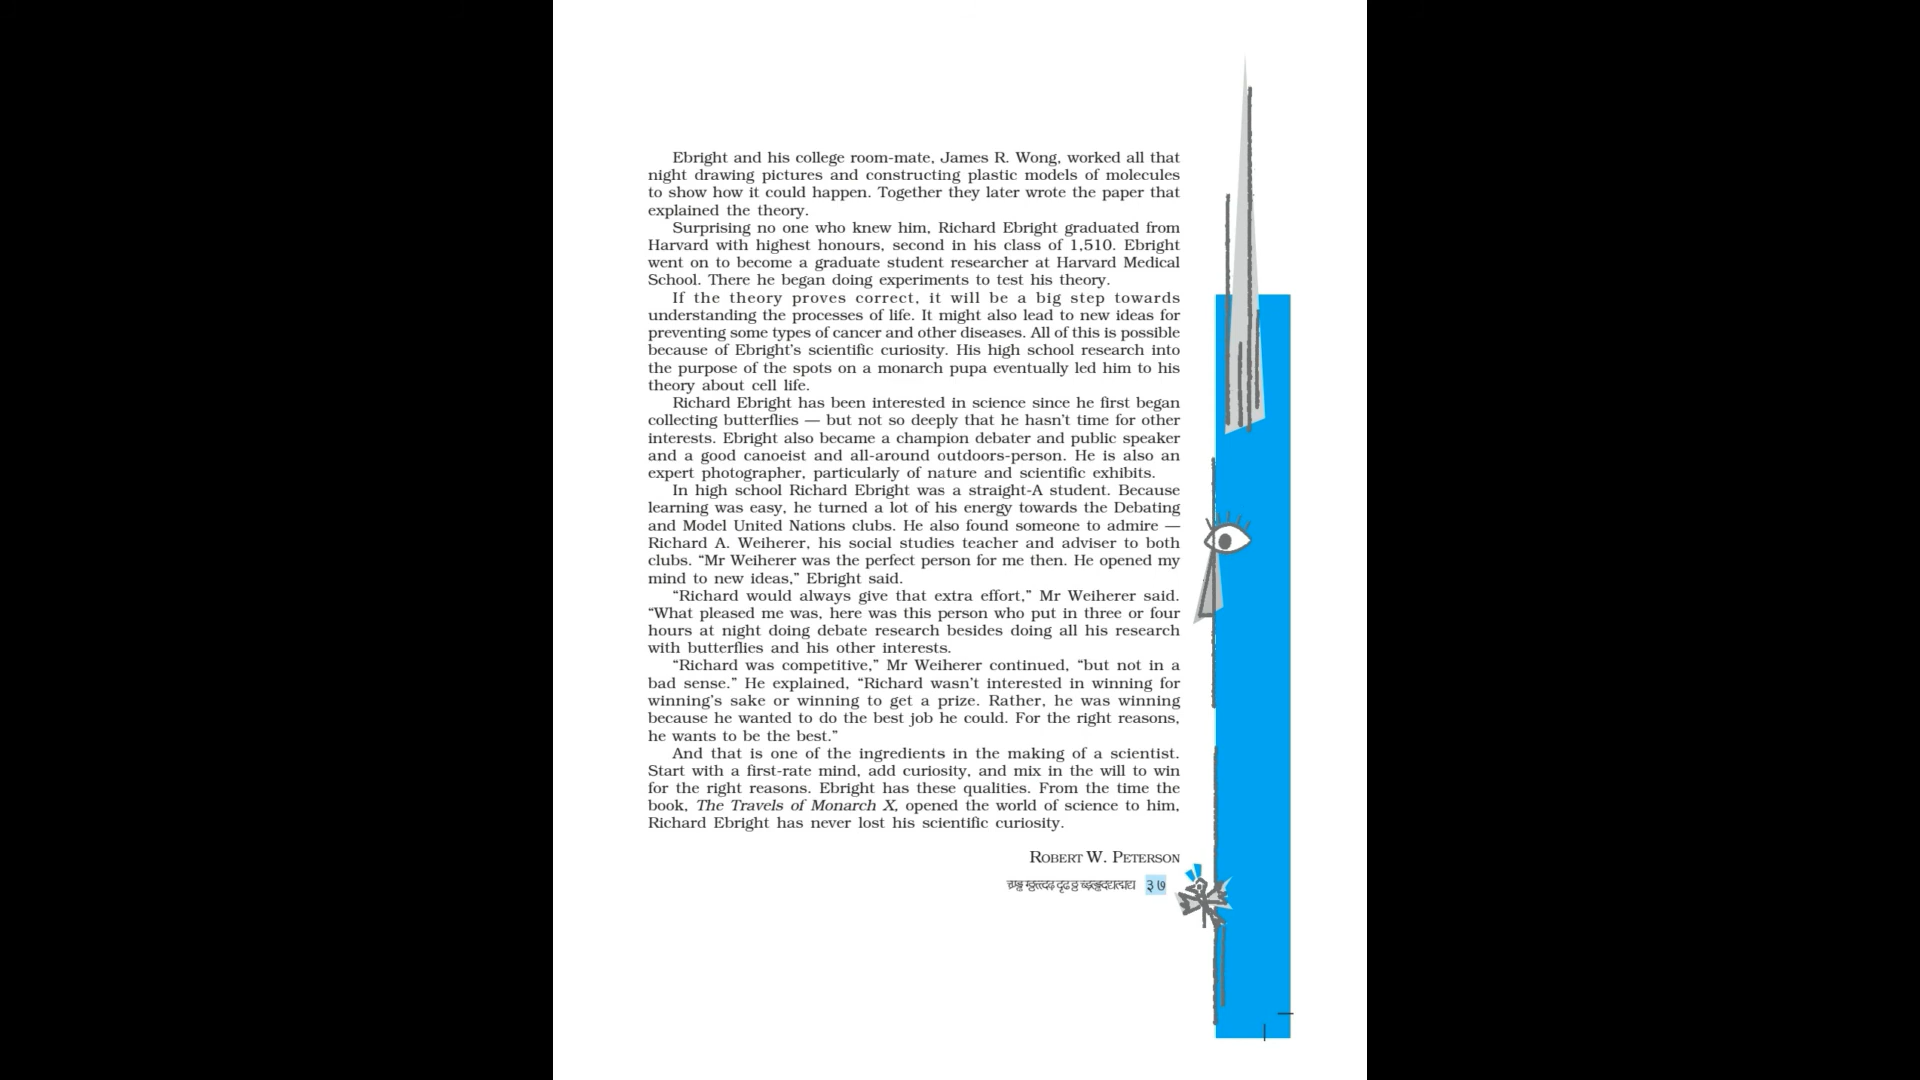 Ebright and his college room-mate, James R. Wong, worked all that
night drawing pictures and constructing plastic models of molecules
to show how it could happen. Together they later wrote the paper that
explained the theory.
Surprising no one who knew him, Richard Ebright graduated from
Harvard with highest honours, second in his class of 1,510. Ebright
went on to become a graduate student researcher at Harvard Medical
School. There he began doing experiments to test his theory.
If the theory proves correct, it will be a big step towards
understanding the processes of life. It might also lead to new ideas for
preventing some types of cancer and other diseases. All of this is possible
because of Ebright’s scientific curiosity. His high school research into
the purpose of the spots on a monarch pupa eventually led him to his
theory about cell life.
Richard Ebright has been interested in science since he first began
collecting butterflies — but not so deeply that he hasn’t time for other
interests. Ebright also became a champion debater and public speaker
and a good canoeist and all-around outdoors-person. He is also an
expert photographer, particularly of nature and scientific exhibits.
In high school Richard Ebright was a straight-A student. Because
learning was easy, he turned a lot of his energy towards the Debating
and Model United Nations clubs. He also found someone to admire —
Richard A. Weiherer, his social studies teacher and adviser to both
clubs. “Mr Weiherer was the perfect person for me then. He opened my
mind to new ideas,” Ebright said.
“Richard would always give that extra effort,” Mr Weiherer said.
“What pleased me was, here was this person who put in three or four
hours at night doing debate research besides doing all his research
with butterflies and his other interests.
“Richard was competitive,” Mr Weiherer continued, “but not in a
bad sense.” He explained, “Richard wasn’t interested in winning for
winning’s sake or winning to get a prize. Rather, he was winning
because he wanted to do the best job he could. For the right reasons,
he wants to be the best.”
And that is one of the ingredients in the making of a scientist.
Start with a first-rate mind, add curiosity, and mix in the will to win
for the right reasons. Ebright has these qualities. From the time the
book, The Travels of Monarch X, opened the world of science to him,
Richard Ebright has never lost his scientific curiosity.
ROBERT W. PETERSON
३७